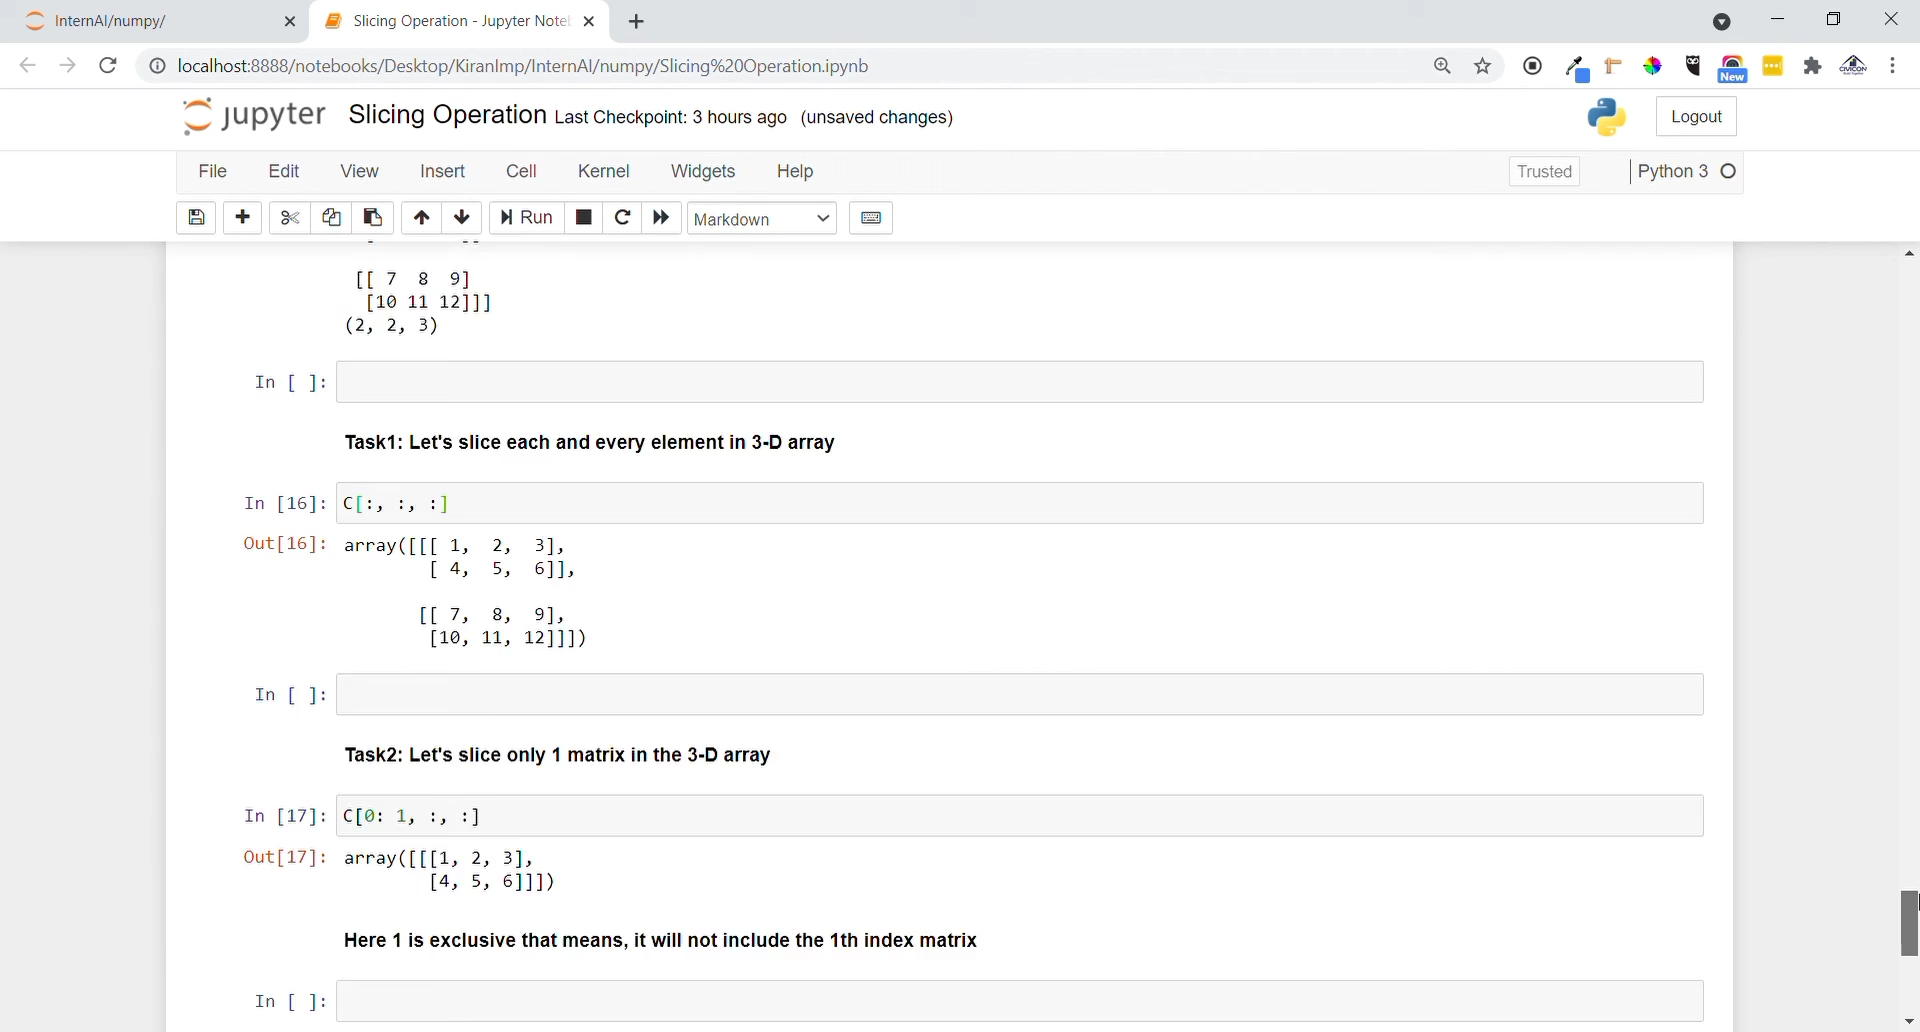 InternAI/numpy/
Slicing Operation - Jupyter Note
localhost:8888/notebooks/Desktop/KiranImp/InternAI/numpy/Slicing%20Operation.ipynb
New
CIVICON
jupyter Slicing Operation Last Checkpoint: 3 hours ago (unsaved changes)
Logout
File Edit View Insert Cell Kernel Widgets Help
Trusted Python 3
Run Markdown
[[ 7 8 9]
[10 11 12]]]
(2, 2, 3)
In [ ]:
Task1: Let's slice each and every element in 3-D array
In [16]: C[:, :, :]
Out[16]: array([[[ 1, 2, 3],
[ 4, 5, 6]],
[[ 7, 8, 9],
[10, 11, 12]]])
In [ ]:
Task2: Let's slice only 1 matrix in the 3-D array
In [17]: C[0: 1, :, :]
Out[17]: array([[[1, 2, 3],
[4, 5, 6]]])
Here 1 is exclusive that means, it will not include the 1th index matrix
In [ ]: